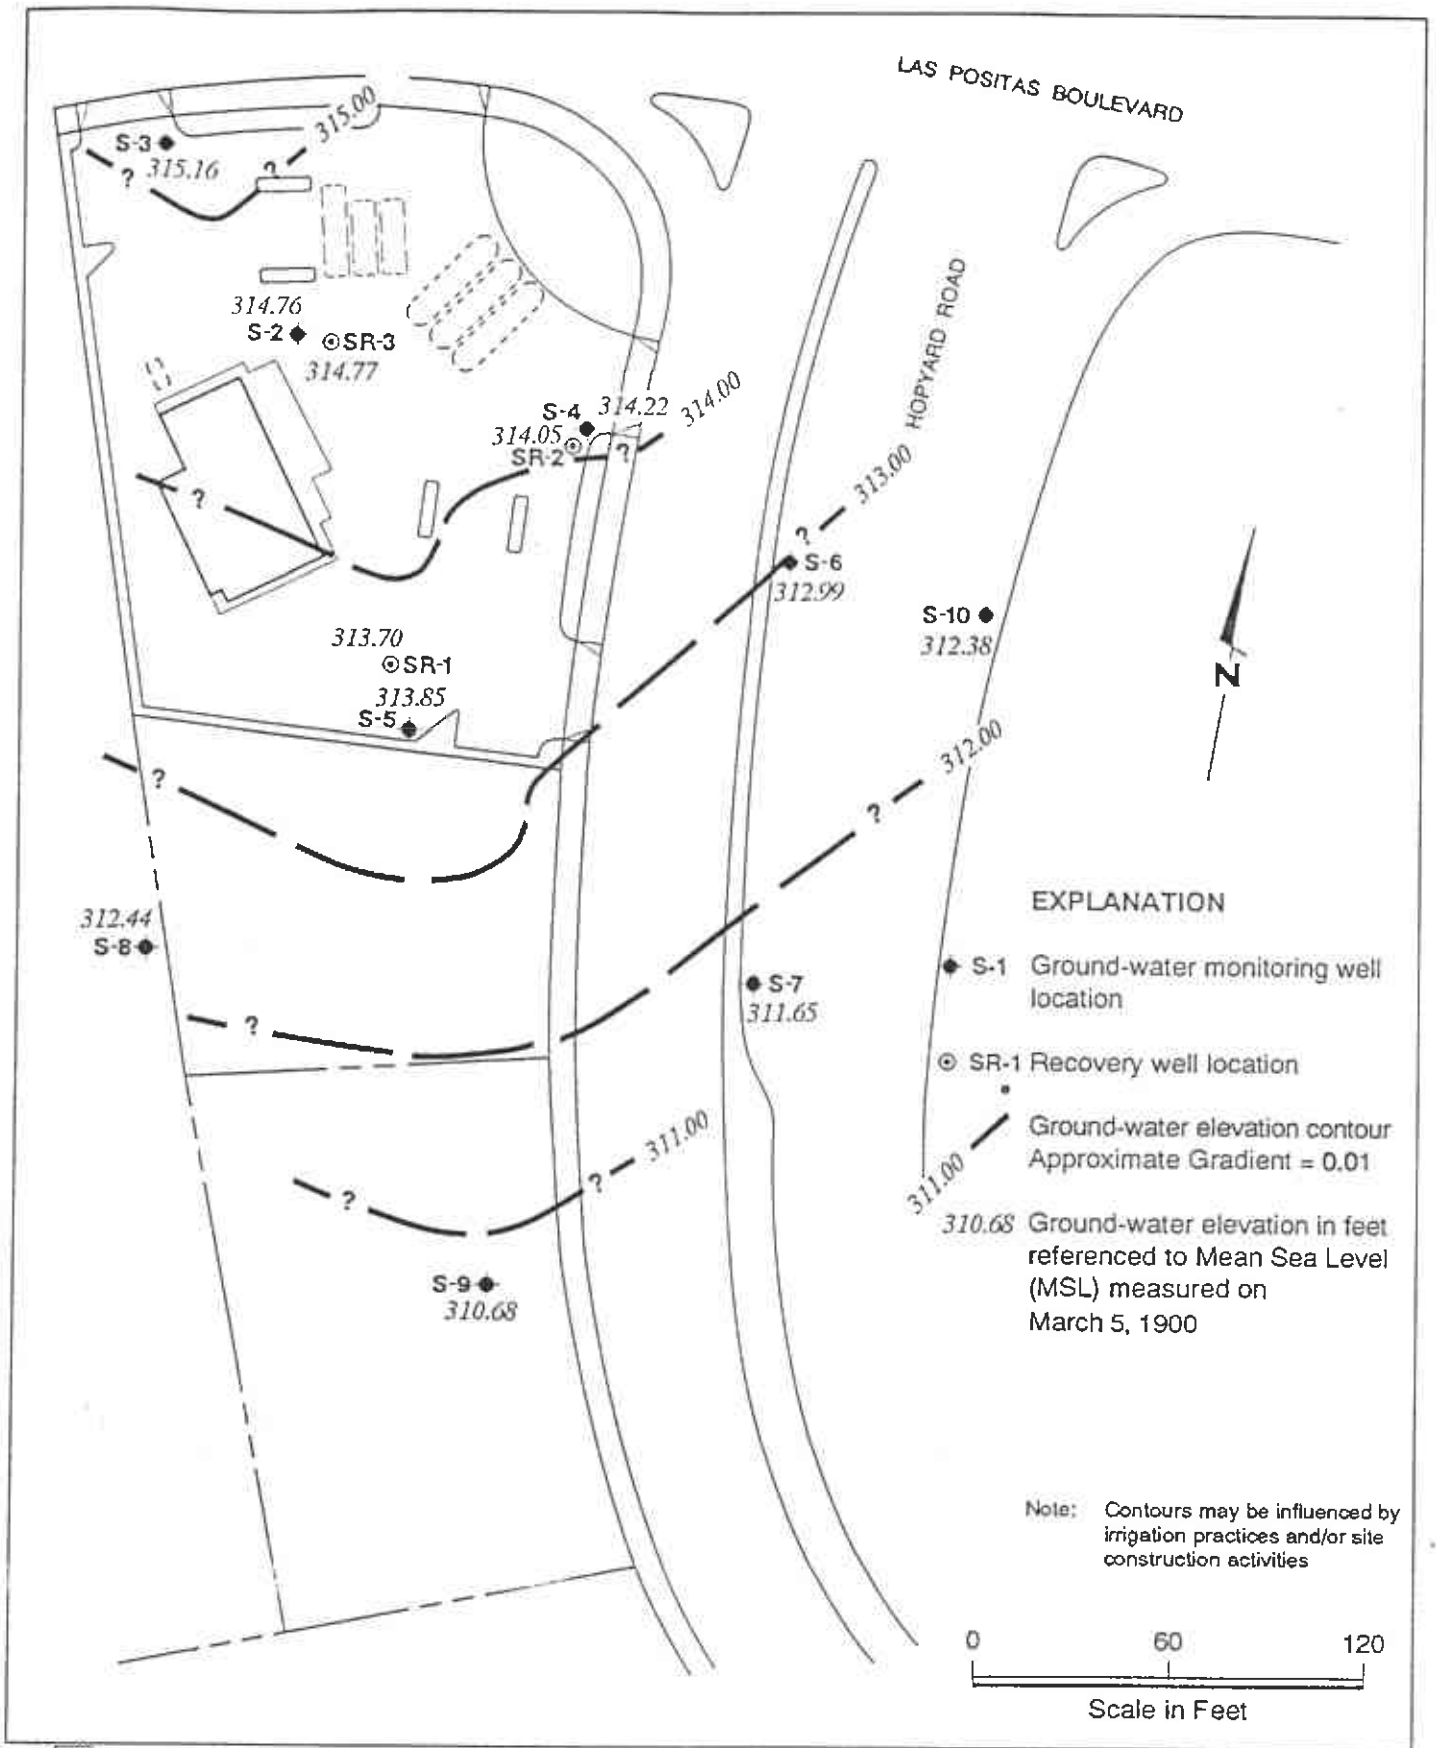 LAS POSITAS BOULEVARD
315.00
S-3
? 315.16 ?
HOPYARD ROAD
314.76
S-2 SR-3
314.77
314.00
S-4 314.22
314.05
SR-2 ?
?
313.00
?
S-6
312.99
S-10
312.38
N
313.70
SR-1
313.85
S-5
312.00
?
?
312.44
S-8
S-7
311.65
?
311.00
?
?
S-9
310.68
EXPLANATION
S-1 Ground-water monitoring well
location
SR-1 Recovery well location
311.00
Ground-water elevation contour
Approximate Gradient = 0.01
310.68 Ground-water elevation in feet
referenced to Mean Sea Level
(MSL) measured on
March 5, 1900
Note: Contours may be influenced by
irrigation practices and/or site
construction activities
0 60 120
Scale in Feet